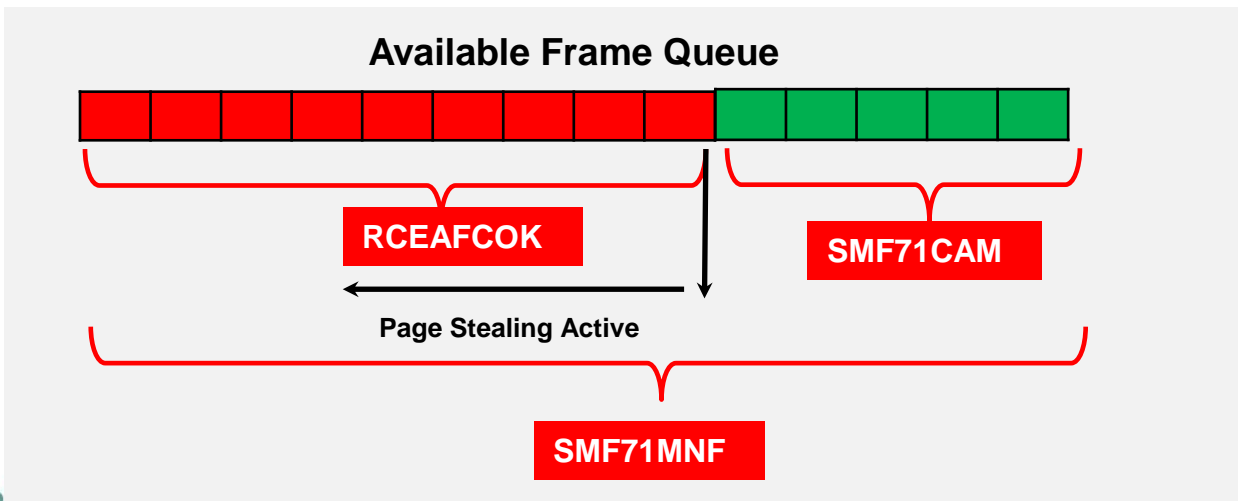 Available Frame Queue
RCEAFCOK
SMF71CAM
Page Stealing Active
SMF71MNF